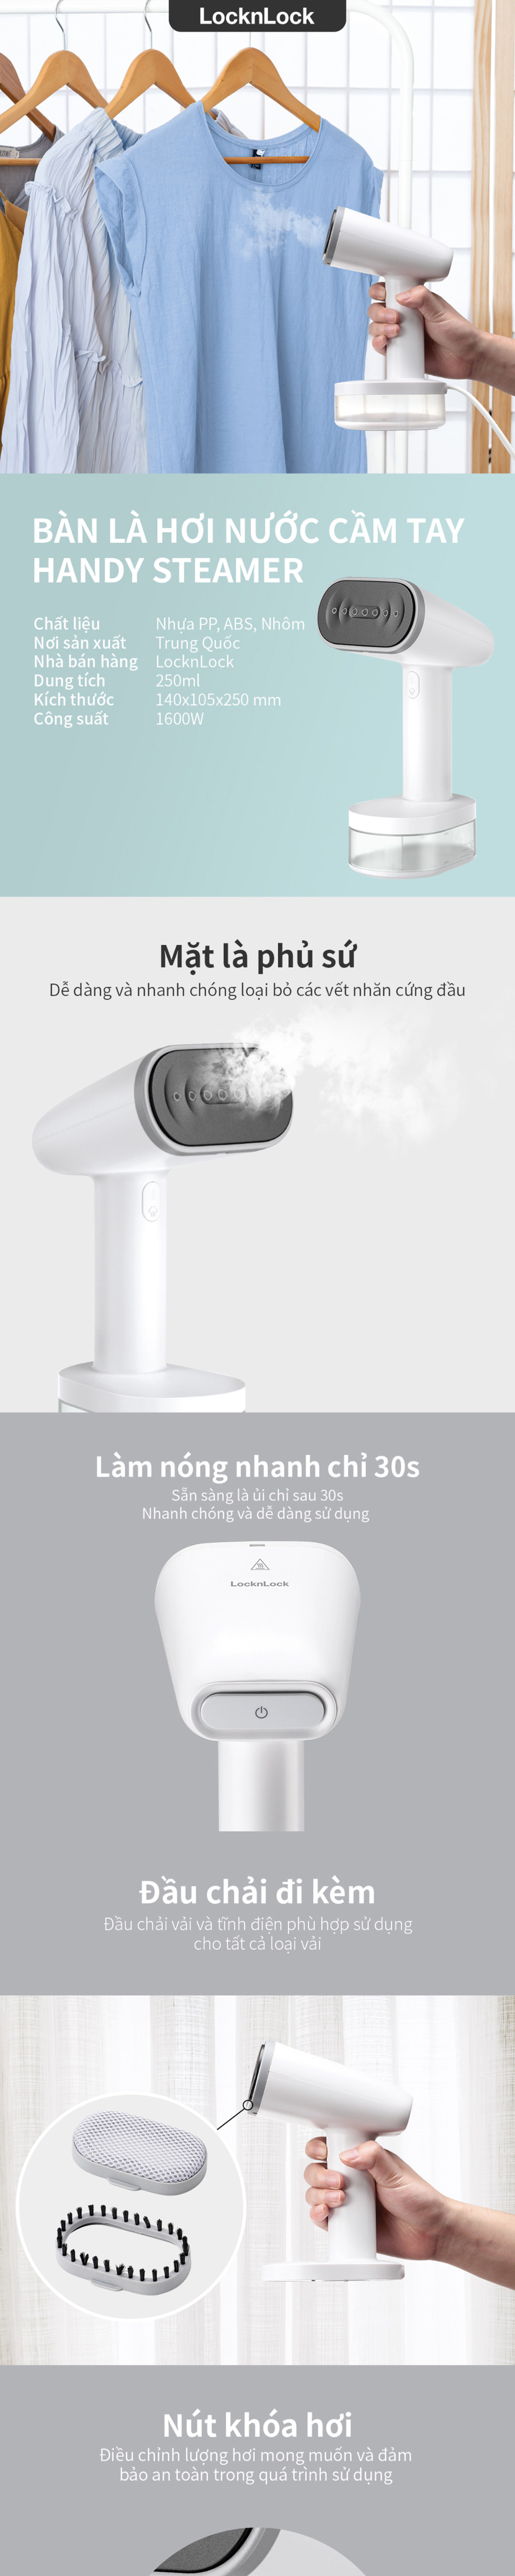 LocknLock
BÀN LÀ HƠI NƯỚC CẦM TAY
HANDY STEAMER
Chất liệu Nhựa PP, ABS, Nhôm
Nơi sản xuất Trung Quốc
Nhà bán hàng LocknLock
Dung tích 250ml
Kích thước 140x105x250 mm
Công suất 1600W
Mặt là phủ sứ
Dễ dàng và nhanh chóng loại bỏ các vết nhăn cứng đầu
Làm nóng nhanh chỉ 30s
Sẵn sàng là ủi chỉ sau 30s
Nhanh chóng và dễ dàng sử dụng
LocknLock
Đầu chải đi kèm
Đầu chải vải và tĩnh điện phù hợp sử dụng
cho tất cả loại vải
Nút khóa hơi
Điều chỉnh lượng hơi mong muốn và đảm
bảo an toàn trong quá trình sử dụng